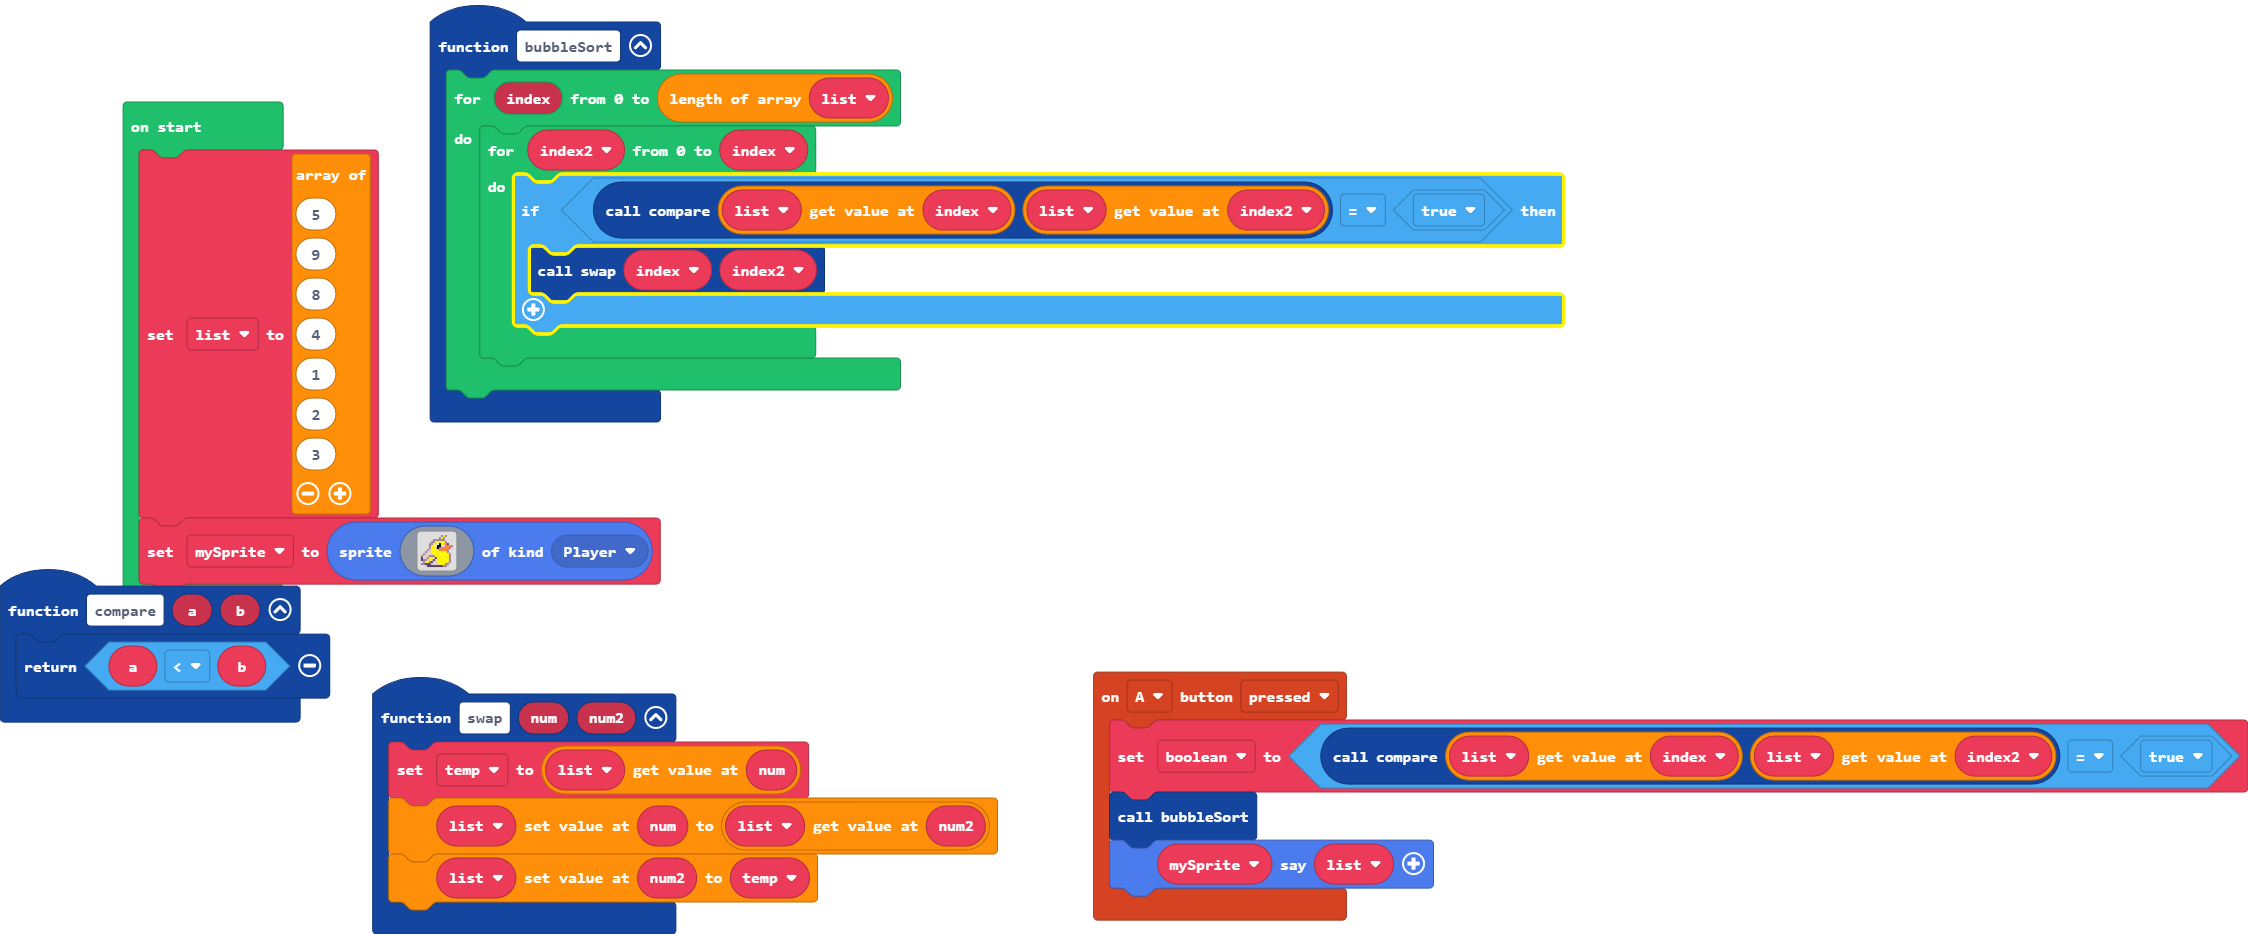 function bubbleSort
for index from 0 to length of array list
do for index2 from 0 to index
do if call compare list get value at index list get value at index2 = true then
call swap index index2
on start
set list to array of
5
9
8
4
1
2
3
set mySprite to sprite of kind Player
function compare a b
return a < b
function swap num num2
set temp to list get value at num
list set value at num to list get value at num2
list set value at num2 to temp
on A button pressed
set boolean to call compare list get value at index list get value at index2 = true
call bubbleSort
mySprite say list